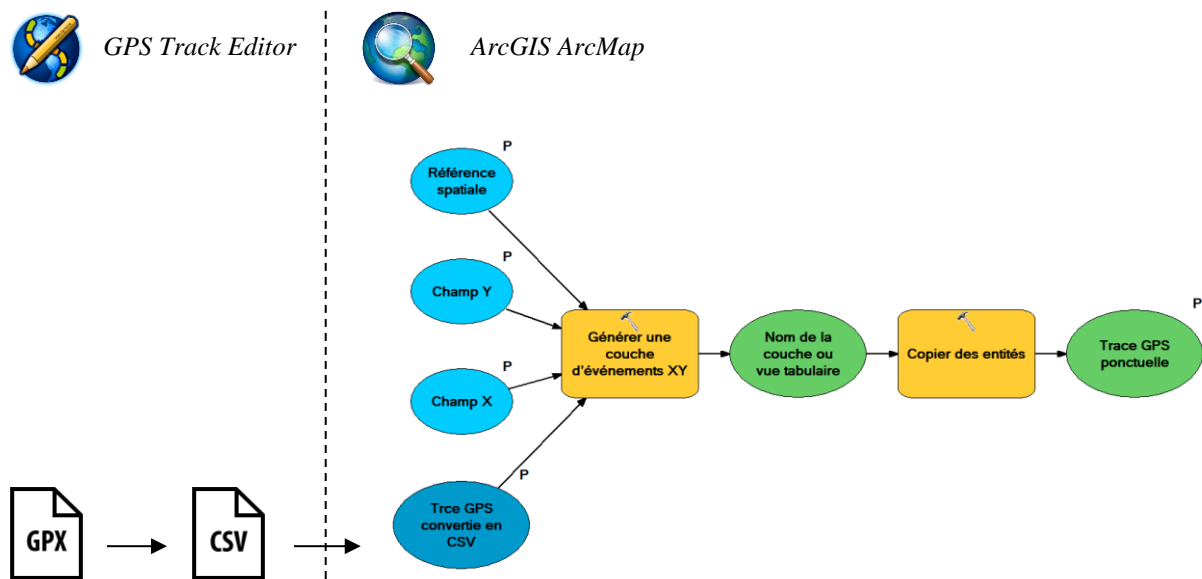 GPS Track Editor
ArcGIS ArcMap
P
Référence
spatiale
P
Champ Y
P
Champ X
P
Trce GPS
convertie en
CSV
Générer une
couche
d'événements XY
Nom de la
couche ou
vue tabulaire
Copier des entités
P
Trace GPS
ponctuelle
GPX
CSV